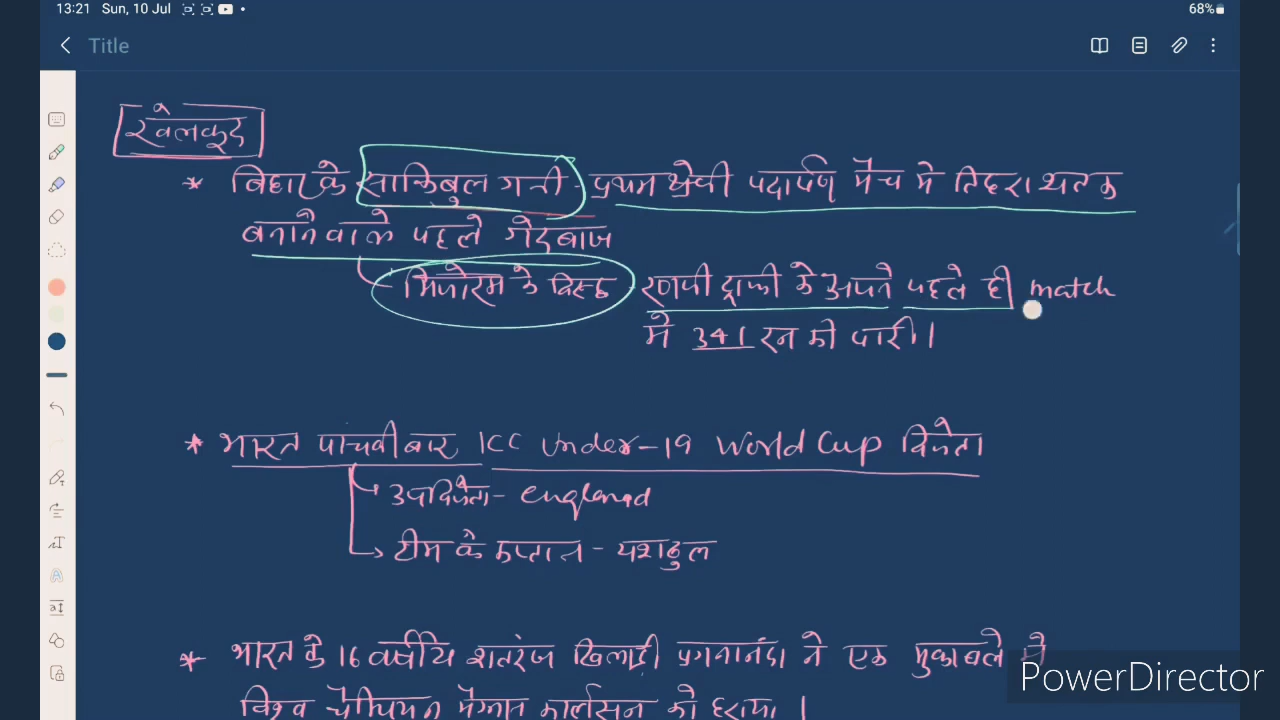 13:21 Sun, 10 Jul
68%
Title
खेलकूद
* बिहार के साकिबुल गनी - प्रथम श्रेणी पदार्पण मैच मे तिहरा शतक
बनाने वाले पहले गेंदबाज
मिजोरम के विरुद्ध - रणजी ट्राफी के अपने पहले ही match
मे 341 रन की पारी।
* भारत पांचवी बार ICC Under-19 World Cup विजेता
उपविजेता - england
टीम के कप्तान - यशढुल
* भारत के 16 वर्षीय शतरंज खिलाड़ी प्रगनानंदा ने एक मुकाबले मे
विश्व चैम्पियन मैग्नस कार्लसन को हराया।
PowerDirector